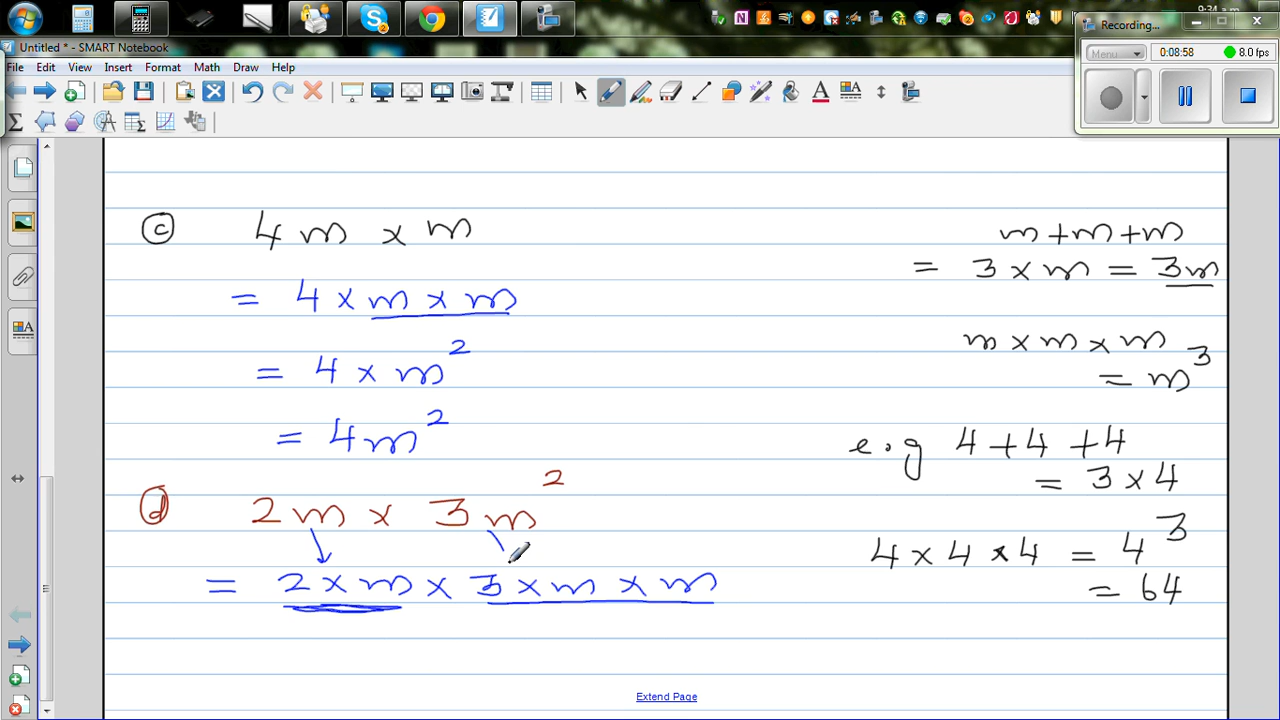 Untitled * - SMART Notebook
File Edit View Insert Format Math Draw Help
Recording...
Menu 0:08:58 8.0 fps
ⓒ 4m × m
= 4 × m × m
= 4 × m²
= 4m²
ⓓ 2m × 3m²
= 2 × m × 3 × m × m
m + m + m
= 3 × m = 3m
m × m × m
= m³
e.g 4 + 4 + 4
= 3 × 4
4 × 4 × 4 = 4³
= 64
Extend Page